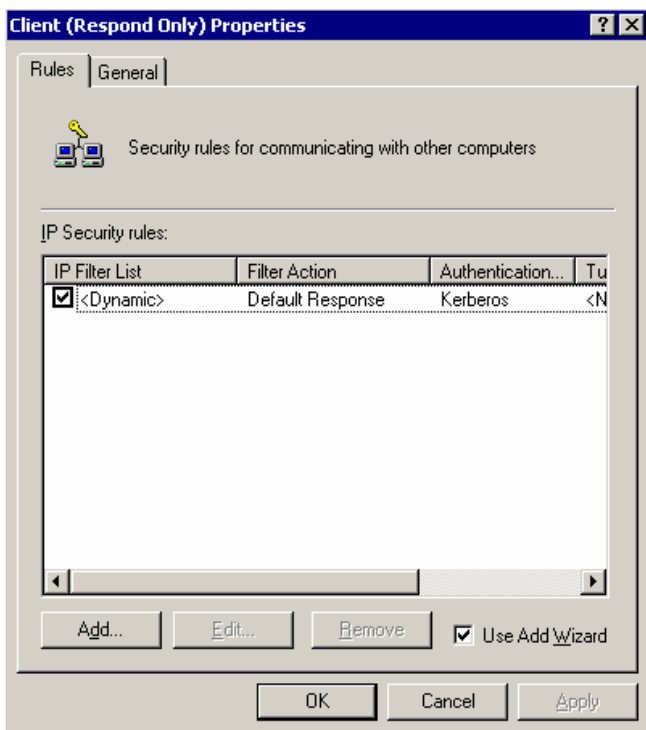 Client (Respond Only) Properties
Rules General
Security rules for communicating with other computers
IP Security rules:
IP Filter List Filter Action Authentication... Tu
<Dynamic> Default Response Kerberos <N
Add... Edit... Remove Use Add Wizard
OK Cancel Apply